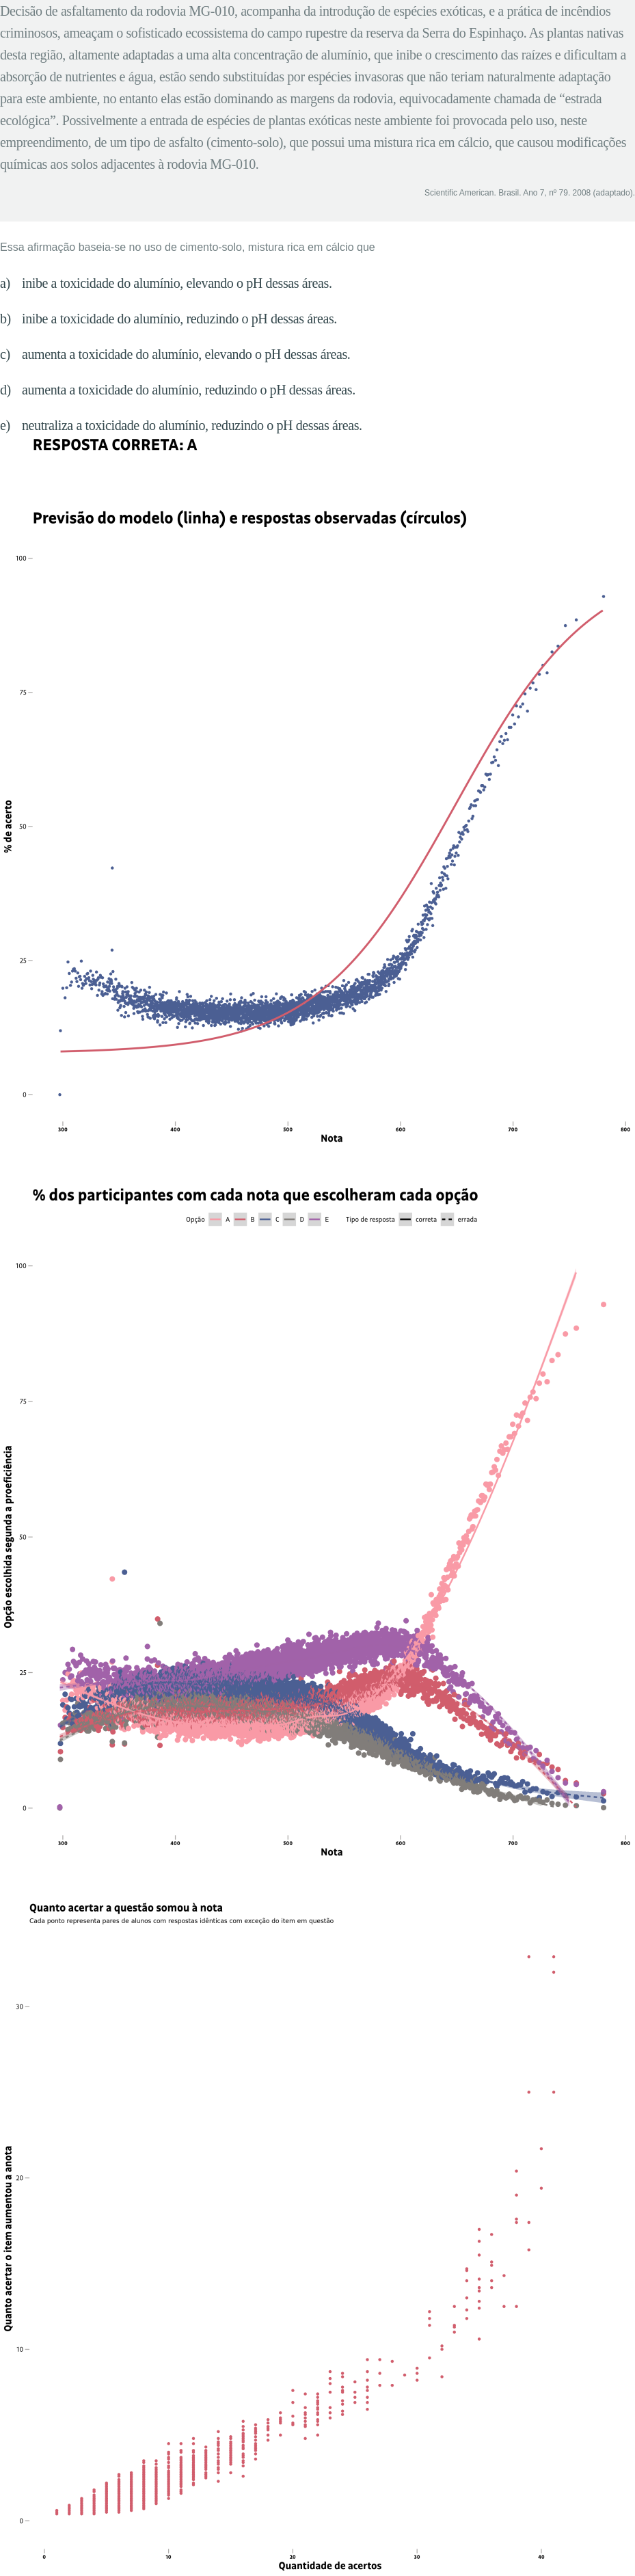 Decisão de asfaltamento da rodovia MG-010, acompanha da introdução de espécies exóticas, e a prática de incêndios
criminosos, ameaçam o sofisticado ecossistema do campo rupestre da reserva da Serra do Espinhaço. As plantas nativas
desta região, altamente adaptadas a uma alta concentração de alumínio, que inibe o crescimento das raízes e dificultam a
absorção de nutrientes e água, estão sendo substituídas por espécies invasoras que não teriam naturalmente adaptação
para este ambiente, no entanto elas estão dominando as margens da rodovia, equivocadamente chamada de “estrada
ecológica”. Possivelmente a entrada de espécies de plantas exóticas neste ambiente foi provocada pelo uso, neste
empreendimento, de um tipo de asfalto (cimento-solo), que possui uma mistura rica em cálcio, que causou modificações
químicas aos solos adjacentes à rodovia MG-010.
Scientific American. Brasil. Ano 7, nº 79. 2008 (adaptado).
Essa afirmação baseia-se no uso de cimento-solo, mistura rica em cálcio que
a) inibe a toxicidade do alumínio, elevando o pH dessas áreas.
b) inibe a toxicidade do alumínio, reduzindo o pH dessas áreas.
c) aumenta a toxicidade do alumínio, elevando o pH dessas áreas.
d) aumenta a toxicidade do alumínio, reduzindo o pH dessas áreas.
e) neutraliza a toxicidade do alumínio, reduzindo o pH dessas áreas.
RESPOSTA CORRETA: A
Previsão do modelo (linha) e respostas observadas (círculos)
100
75
50
25
0
% de acerto
300 400 500 600 700 800
Nota
% dos participantes com cada nota que escolheram cada opção
Opção A B C D E Tipo de resposta correta errada
100
75
50
25
0
Opção escolhida segunda a proeficiência
300 400 500 600 700 800
Nota
Quanto acertar a questão somou à nota
Cada ponto representa pares de alunos com respostas idênticas com exceção do item em questão
30
20
10
0
Quanto acertar o item aumentou a anota
0 10 20 30 40
Quantidade de acertos